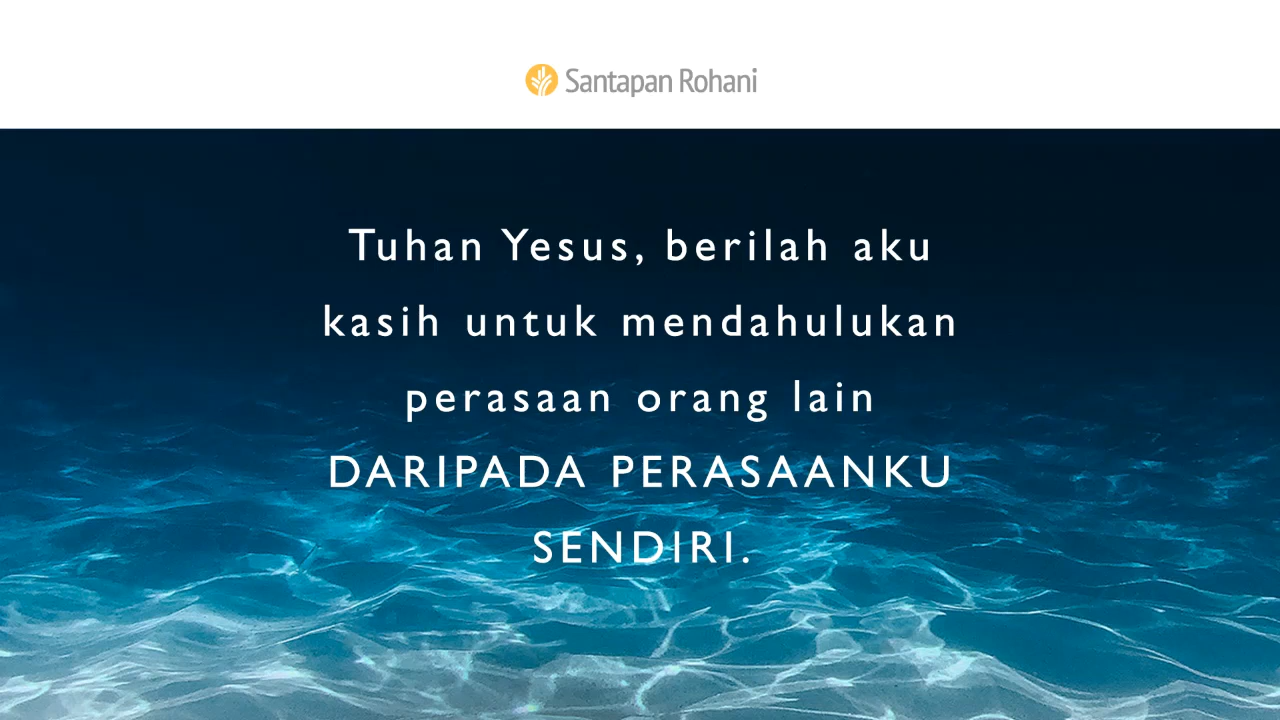 Santapan Rohani
Tuhan Yesus, berilah aku
kasih untuk mendahulukan
perasaan orang lain
DARIPADA PERASAANKU
SENDIRI.